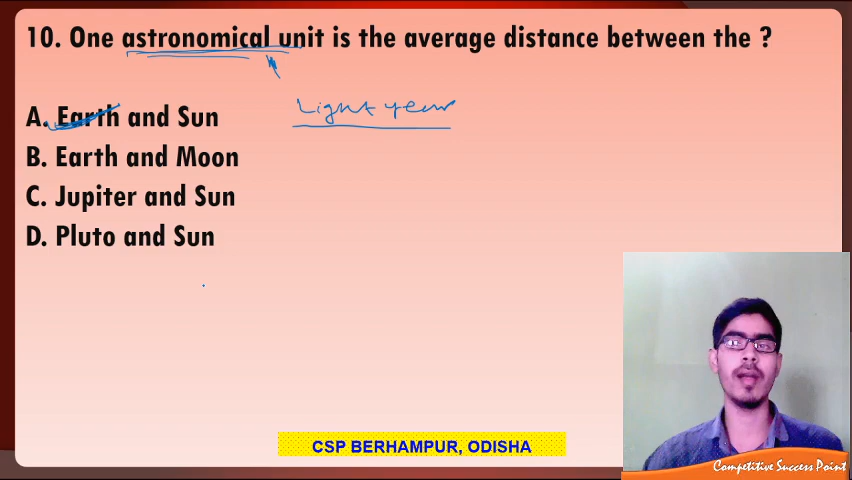 10. One astronomical unit is the average distance between the ?
Light year
A. Earth and Sun
B. Earth and Moon
C. Jupiter and Sun
D. Pluto and Sun
CSP BERHAMPUR, ODISHA
Competitive Success Point